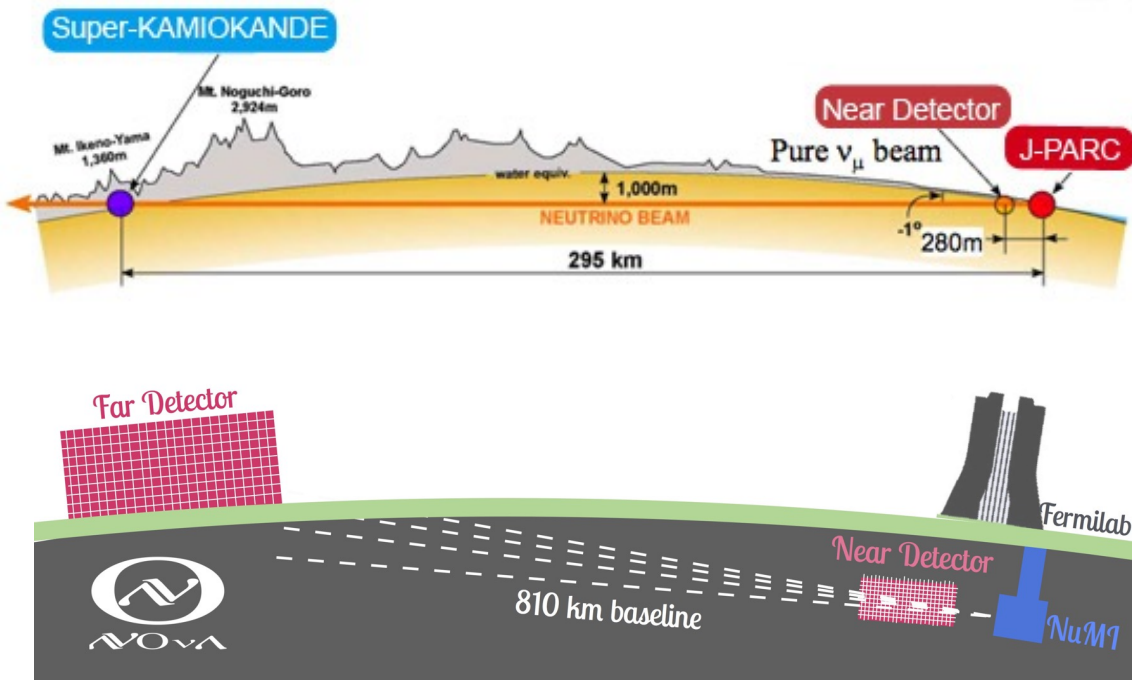 Super-KAMIOKANDE
Mt. Noguchi-Goro
2,924m
Mt. Ikeno-Yama
1,360m
Near Detector
J-PARC
Pure νμ beam
water equiv.
1,000m
NEUTRINO BEAM
-1°
280m
295 km
Far Detector
Fermilab
Near Detector
810 km baseline
NuMI
NOνA